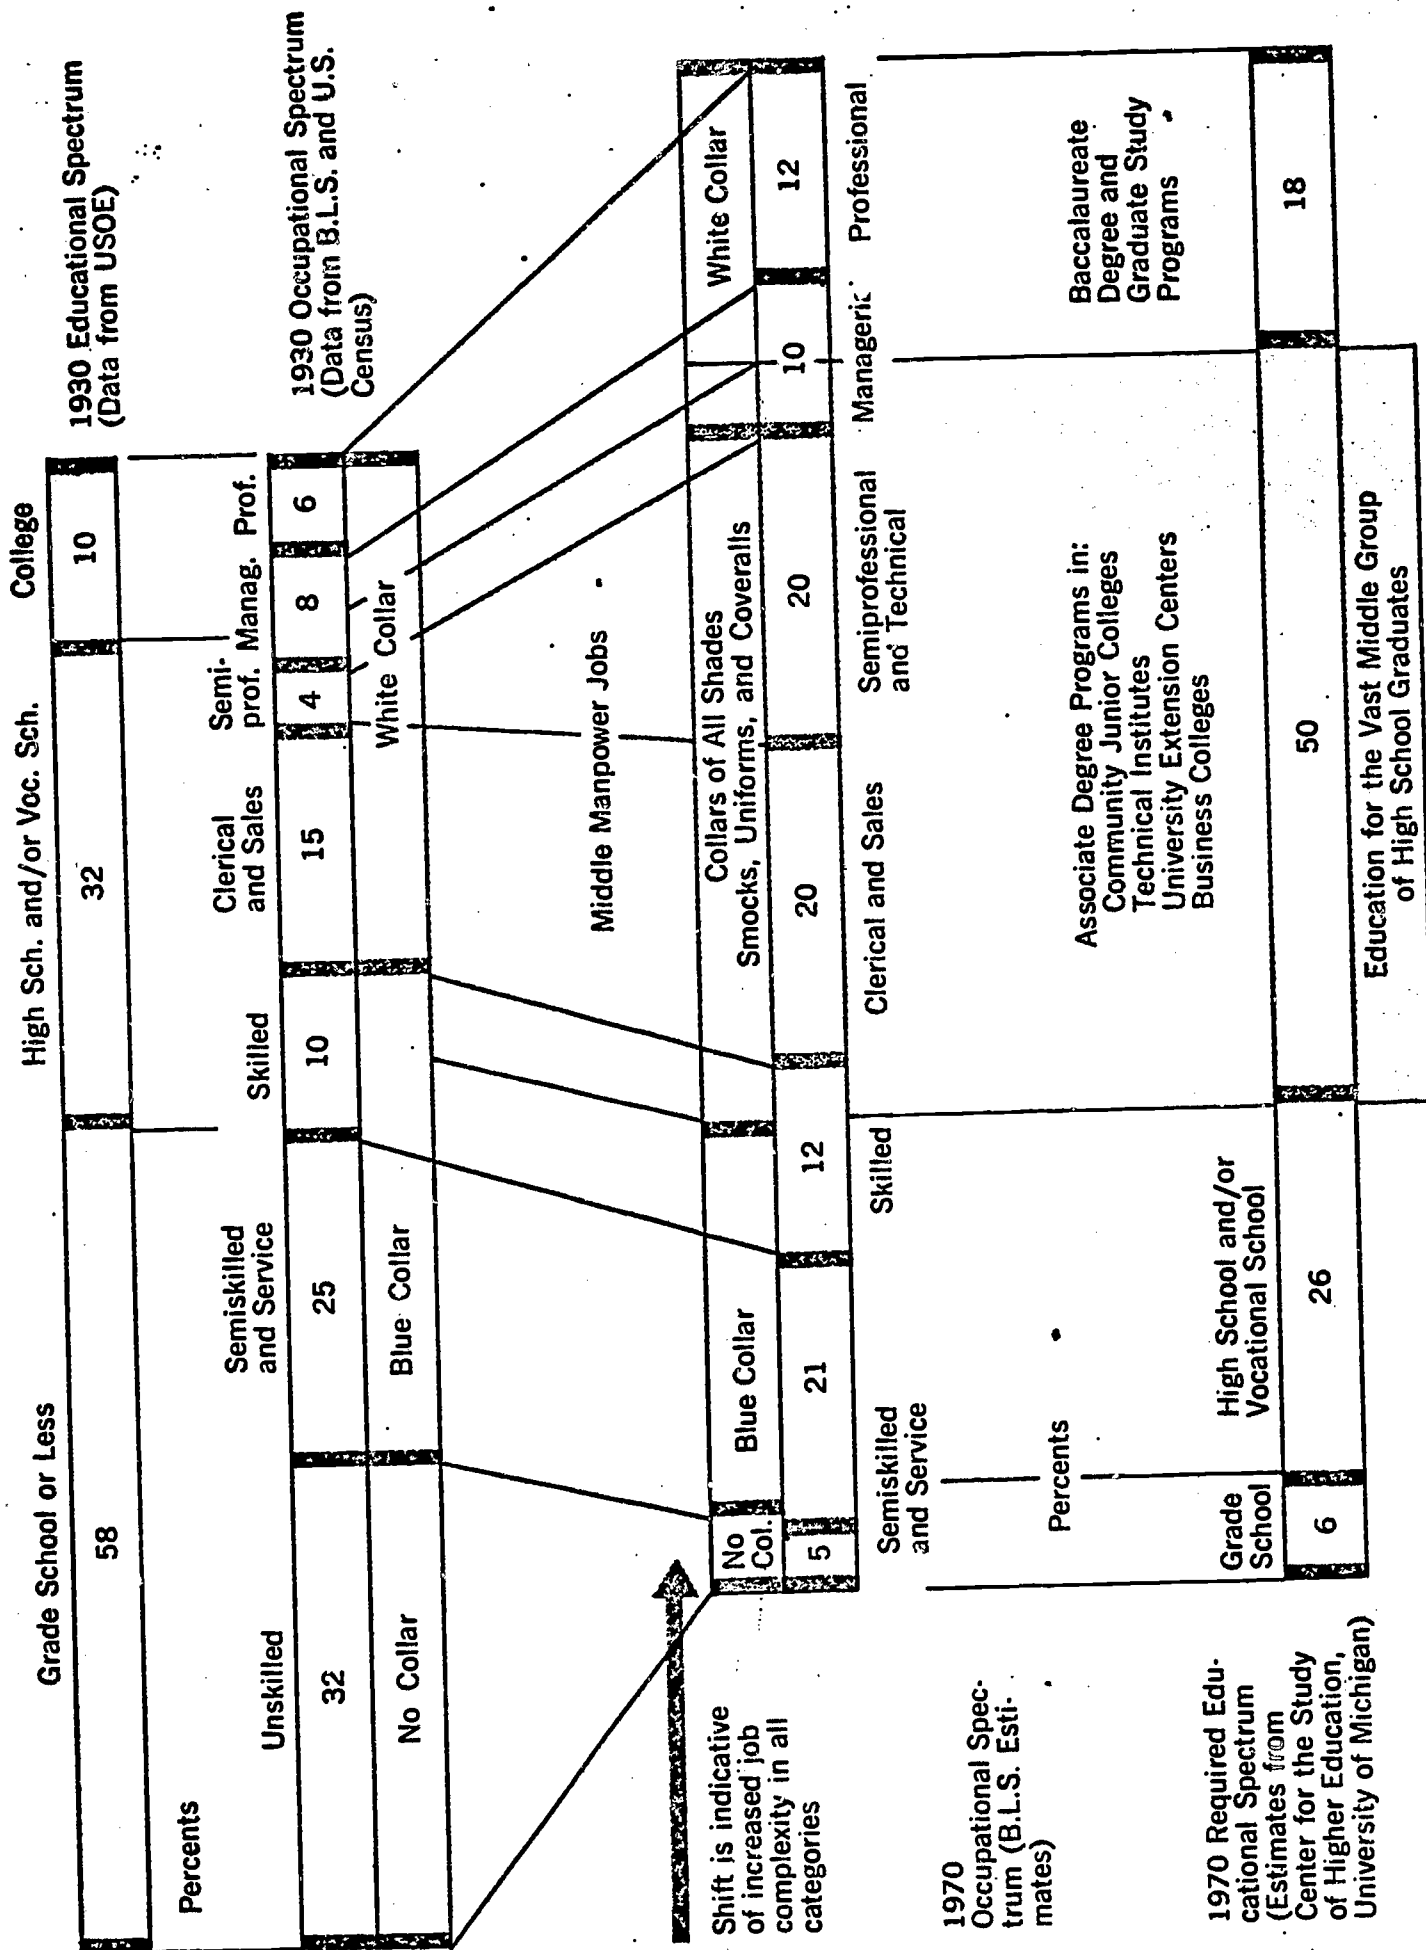 Grade School or Less
High Sch. and/or Voc. Sch.
College
58
32
10
1930 Educational Spectrum
(Data from USOE)
Percents
Unskilled
Semiskilled
and Service
Skilled
Clerical
and Sales
Semi-
prof.
Manag.
Prof.
32
25
10
15
4
8
6
1930 Occupational Spectrum
(Data from B.L.S. and U.S.
Census)
No Collar
Blue Collar
White Collar
Middle Manpower Jobs
Shift is indicative
of increased job
complexity in all
categories
No
Col.
Blue Collar
Collars of All Shades
Smocks, Uniforms, and Coveralls
White Collar
5
21
12
20
20
10
12
Semiskilled
and Service
Skilled
Clerical and Sales
Semiprofessional
and Technical
Manageri
Professional
1970
Occupational Spec-
trum (B.L.S. Esti-
mates)
Percents
Associate Degree Programs in:
Community Junior Colleges
Technical Institutes
University Extension Centers
Business Colleges
Baccalaureate
Degree and
Graduate Study
Programs
1970 Required Edu-
cational Spectrum
(Estimates from
Center for the Study
of Higher Education,
University of Michigan)
Grade
School
High School and/or
Vocational School
6
26
50
18
Education for the Vast Middle Group
of High School Graduates